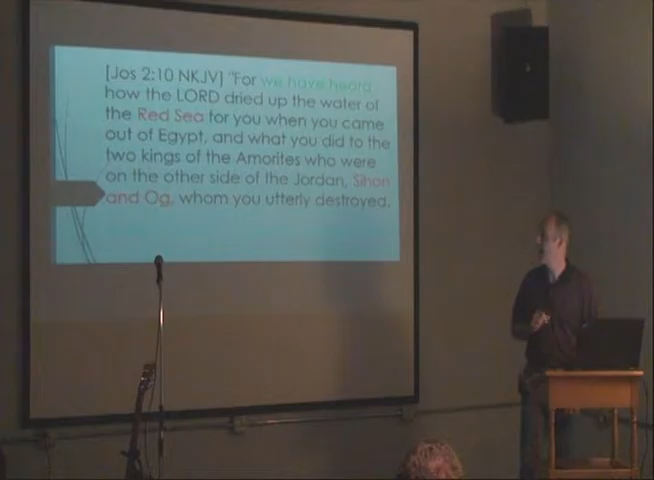 [Jos 2:10 NKJV] "For we have heard
how the LORD dried up the water of
the Red Sea for you when you came
out of Egypt, and what you did to the
two kings of the Amorites who were
on the other side of the Jordan, Sihon
and Og, whom you utterly destroyed.